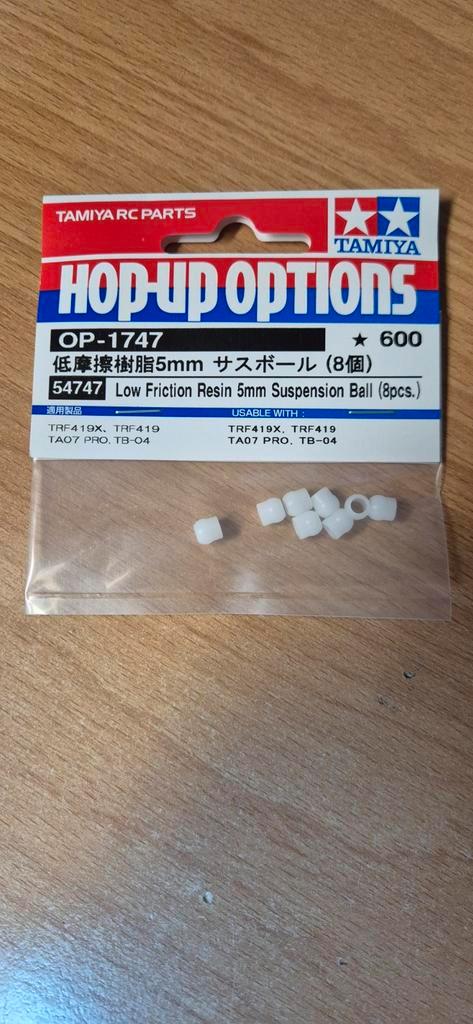 TAMIYA RC PARTS
TAMIYA
HOP-UP OPTIONS
OP-1747
★ 600
低摩擦樹脂5mm サスボール (8個)
54747 Low Friction Resin 5mm Suspension Ball (8pcs.)
適用製品
USABLE WITH :
TRF419X、TRF419
TRF419X, TRF419
TA07 PRO、TB-04
TA07 PRO, TB-04